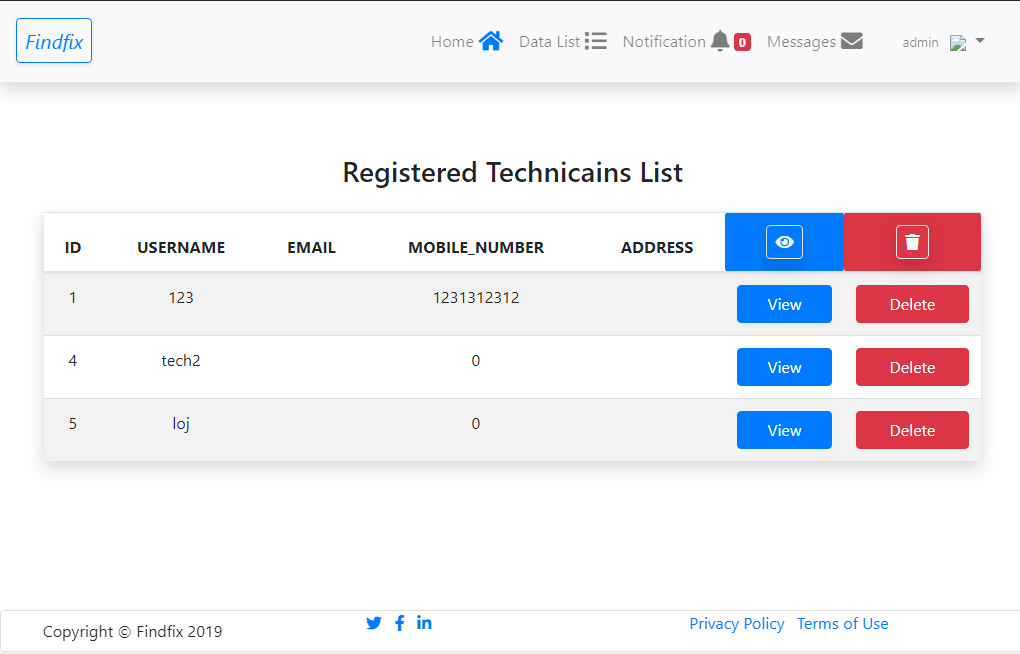 Findfix Home Data List Notification 0 Messages admin
Registered Technicains List
ID USERNAME EMAIL MOBILE_NUMBER ADDRESS
1 123 1231312312 View Delete
4 tech2 0 View Delete
5 loj 0 View Delete
Copyright © Findfix 2019 Privacy Policy Terms of Use